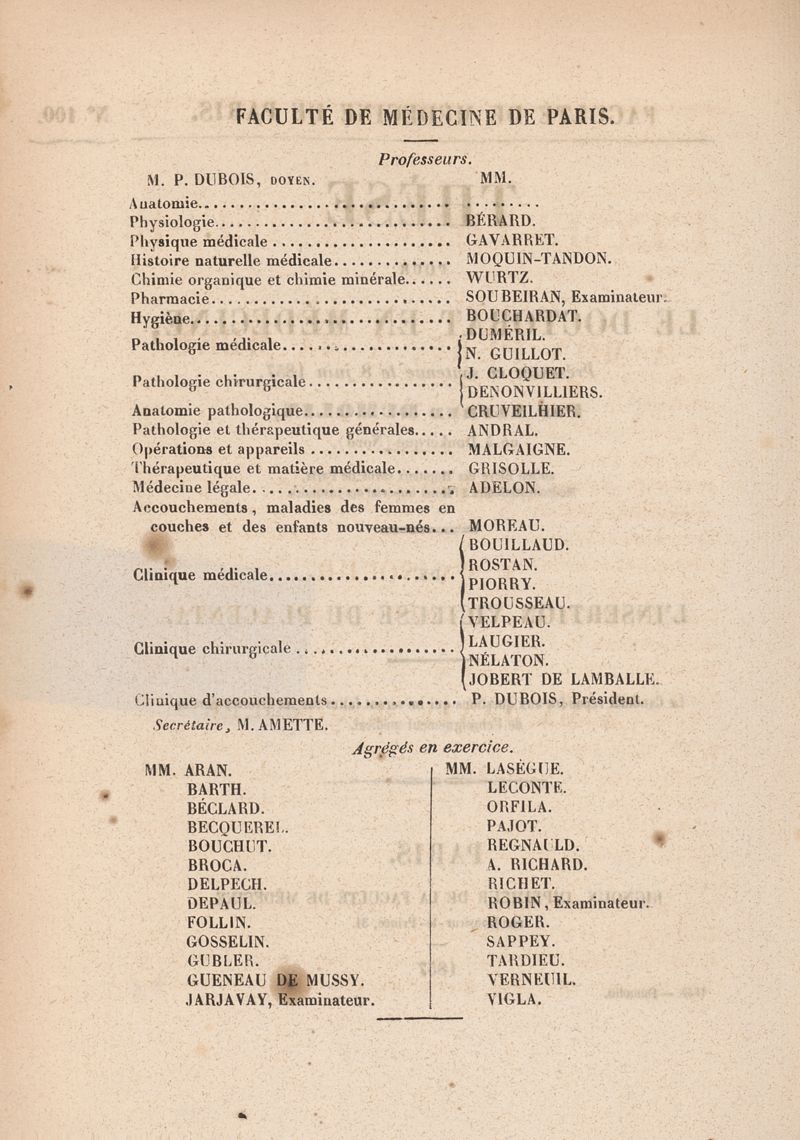 FACULTÉ DE MÉDECINE DE PARIS.
Professeurs.
M. P. DUBOIS, DOYEN. MM.
Anatomie............................ .........
Physiologie........................... BÉRARD.
Physique médicale .................... GAVARRET.
Histoire naturelle médicale.............. MOQUIN-TANDON.
Chimie organique et chimie minérale...... WURTZ.
Pharmacie........................... SOUBEIRAN, Examinateur.
Hygiène.............................. BOUCHARDAT.
Pathologie médicale.................... DUMÉRIL.
N. GUILLOT.
Pathologie chirurgicale................. J. CLOQUET.
DENONVILLIERS.
Anatomie pathologique................. CRUVEILHIER.
Pathologie et thérapeutique générales..... ANDRAL.
Opérations et appareils ................ MALGAIGNE.
Thérapeutique et matière médicale....... GRISOLLE.
Médecine légale....................... ADELON.
Accouchements, maladies des femmes en
couches et des enfants nouveau-nés... MOREAU.
Clinique médicale...................... BOUILLAUD.
ROSTAN.
PIORRY.
TROUSSEAU.
Clinique chirurgicale .................. VELPEAU.
LAUGIER.
NÉLATON.
JOBERT DE LAMBALLE.
Clinique d'accouchements............... P. DUBOIS, Président.
Secrétaire, M. AMETTE.
Agrégés en exercice.
MM. ARAN.
BARTH.
BÉCLARD.
BECQUEREL.
BOUCHUT.
BROCA.
DELPECH.
DEPAUL.
FOLLIN.
GOSSELIN.
GUBLER.
GUENEAU DE MUSSY.
JARJAVAY, Examinateur.
MM. LASÈGUE.
LECONTE.
ORFILA.
PAJOT.
REGNAULD.
A. RICHARD.
RICHET.
ROBIN, Examinateur.
ROGER.
SAPPEY.
TARDIEU.
VERNEUIL.
VIGLA.